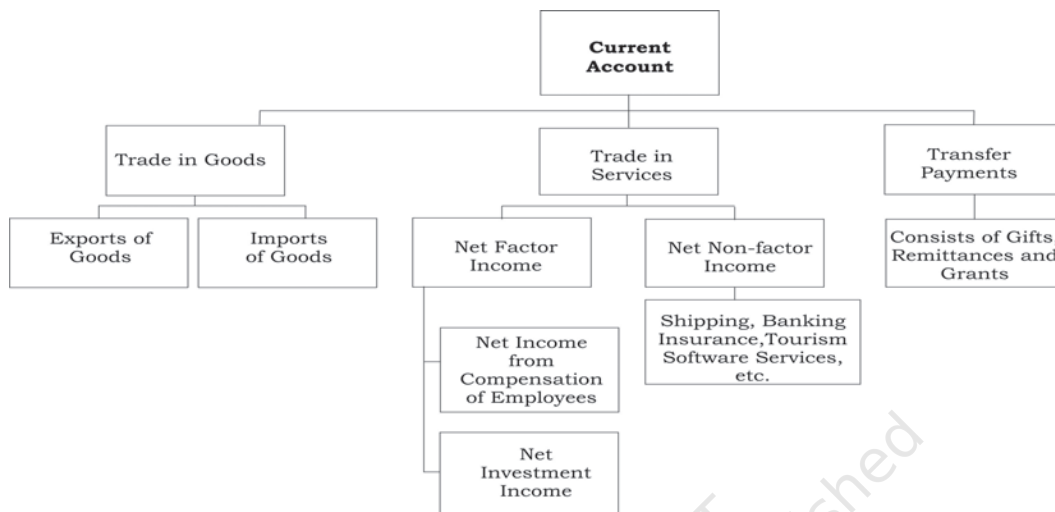 Current
Account
Trade in Goods
Trade in
Services
Transfer
Payments
Exports of
Goods
Imports
of Goods
Net Factor
Income
Net Non-factor
Income
Consists of Gifts,
Remittances and
Grants
Shipping, Banking
Insurance,Tourism
Software Services,
etc.
Net Income
from
Compensation
of Employees
Net
Investment
Income